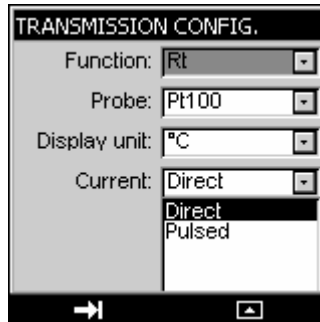 TRANSMISSION CONFIG.
Function: Rt
Probe: Pt100
Display unit: °C
Current: Direct
Direct
Pulsed